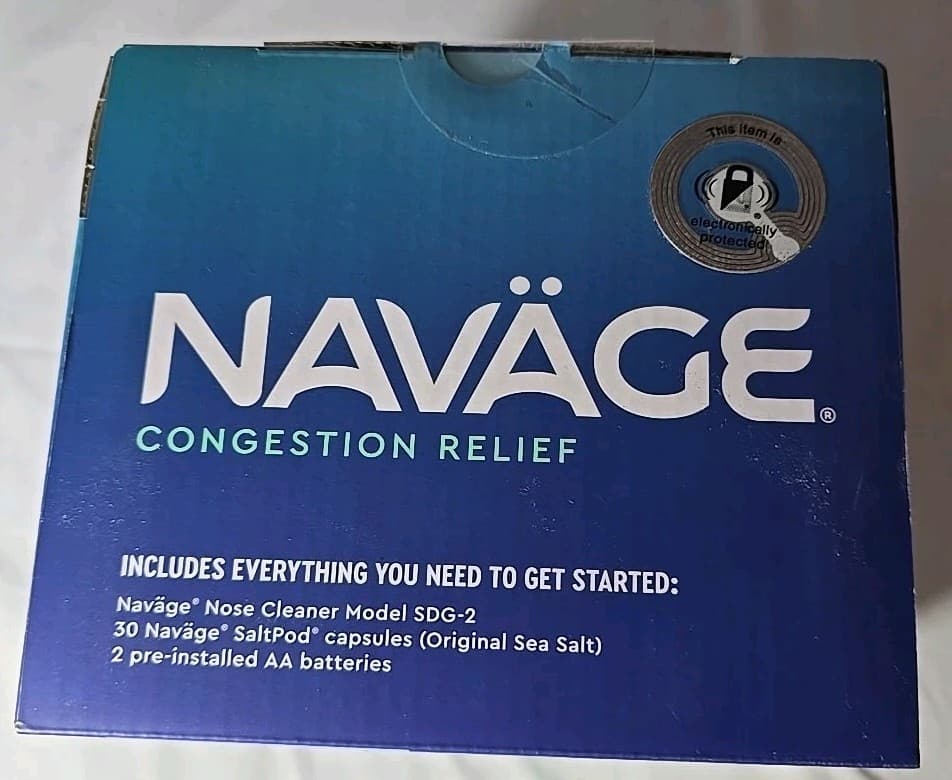 This item is
electronically
protected!
NAVÄGE®
CONGESTION RELIEF
INCLUDES EVERYTHING YOU NEED TO GET STARTED:
Naväge® Nose Cleaner Model SDG-2
30 Naväge® SaltPod® capsules (Original Sea Salt)
2 pre-installed AA batteries